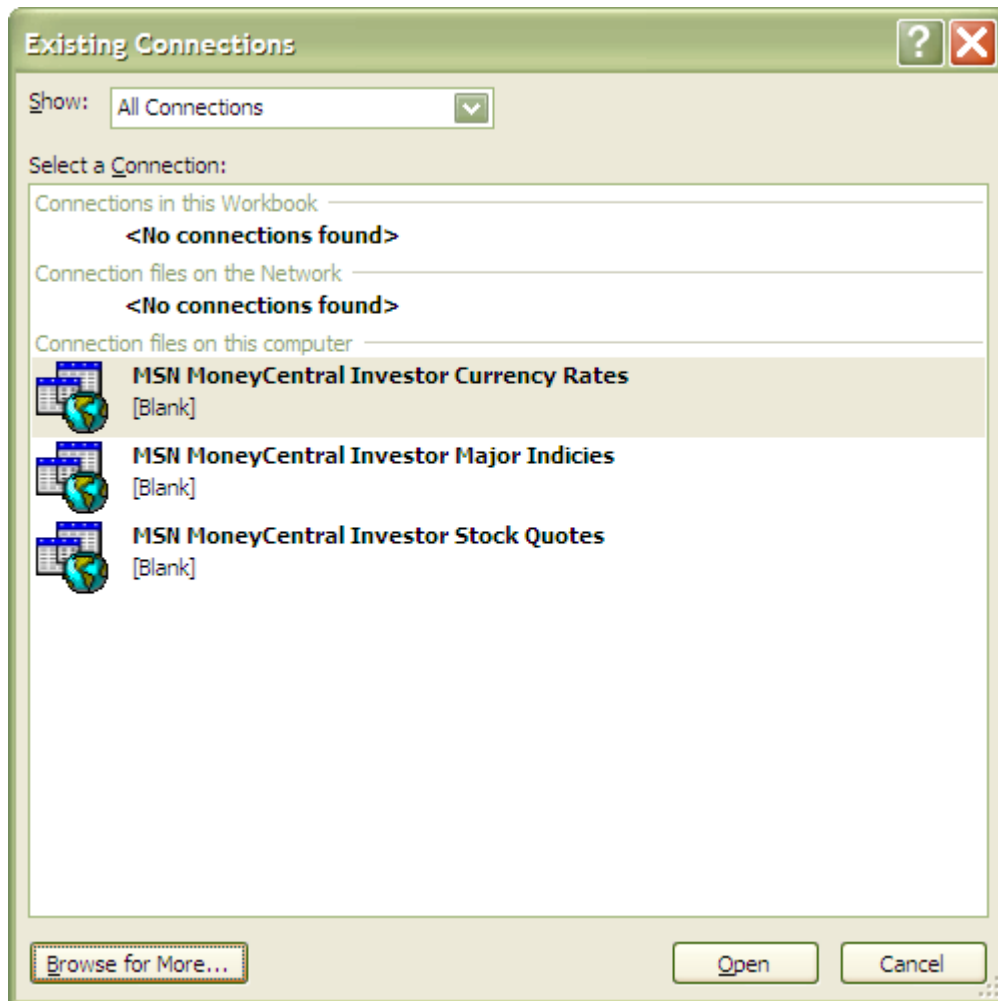 Existing Connections
Show: All Connections
Select a Connection:
Connections in this Workbook
<No connections found>
Connection files on the Network
<No connections found>
Connection files on this computer
MSN MoneyCentral Investor Currency Rates
[Blank]
MSN MoneyCentral Investor Major Indicies
[Blank]
MSN MoneyCentral Investor Stock Quotes
[Blank]
Browse for More... Open Cancel